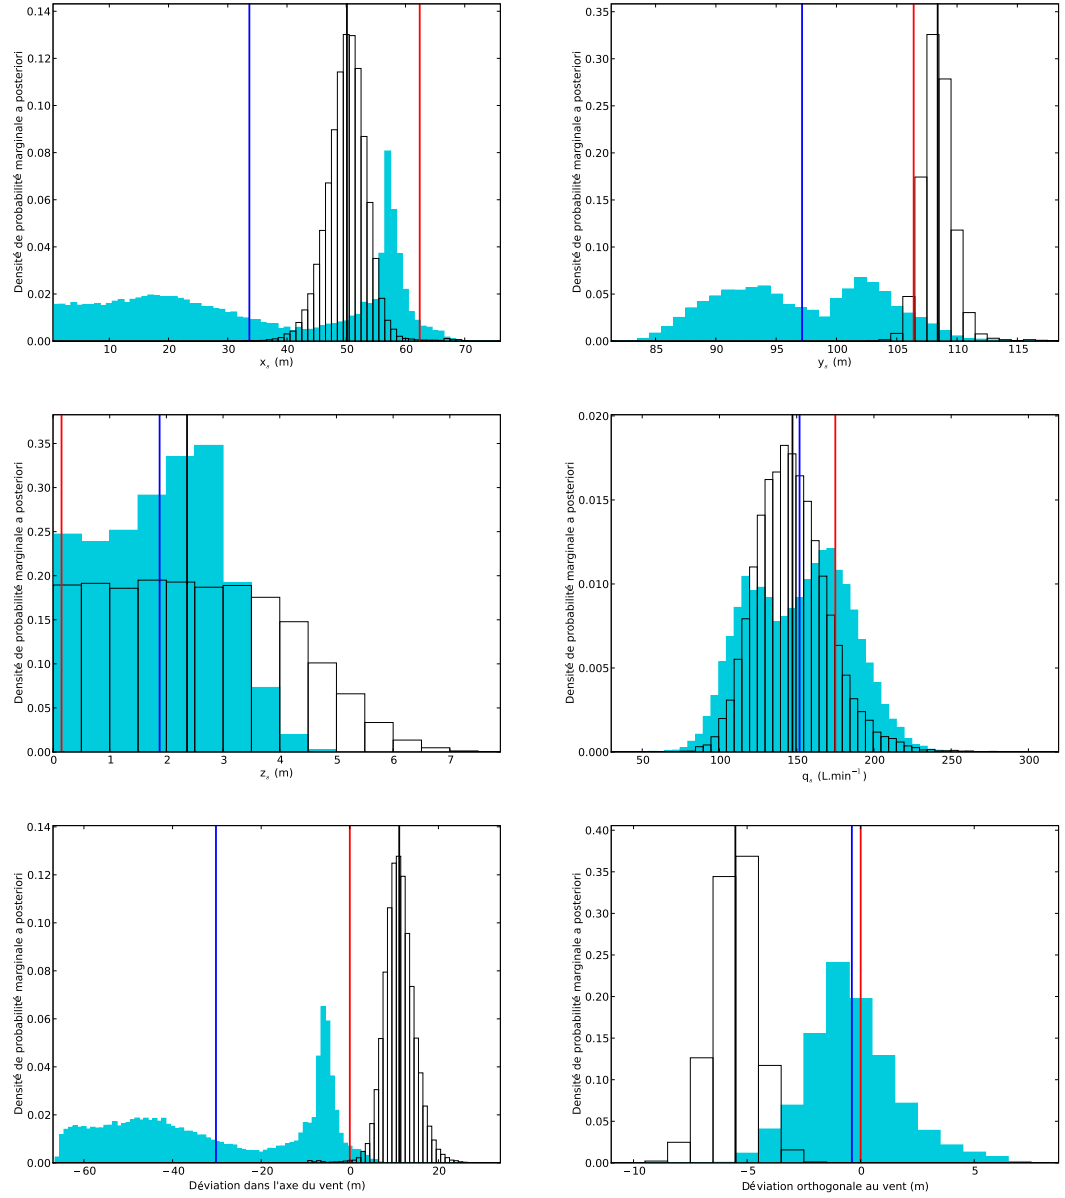 Densité de probabilité marginale a posteriori
0.14
0.12
0.10
0.08
0.06
0.04
0.02
0.00
10 20 30 40 50 60 70
xₛ (m)
Densité de probabilité marginale a posteriori
0.35
0.30
0.25
0.20
0.15
0.10
0.05
0.00
85 90 95 100 105 110 115
yₛ (m)
Densité de probabilité marginale a posteriori
0.35
0.30
0.25
0.20
0.15
0.10
0.05
0.00
0 1 2 3 4 5 6 7
zₛ (m)
Densité de probabilité marginale a posteriori
0.020
0.015
0.010
0.005
0.000
50 100 150 200 250 300
qₛ (L.min⁻¹)
Densité de probabilité marginale a posteriori
0.14
0.12
0.10
0.08
0.06
0.04
0.02
0.00
−60 −40 −20 0 20
Déviation dans l'axe du vent (m)
Densité de probabilité marginale a posteriori
0.40
0.35
0.30
0.25
0.20
0.15
0.10
0.05
0.00
−10 −5 0 5
Déviation orthogonale au vent (m)